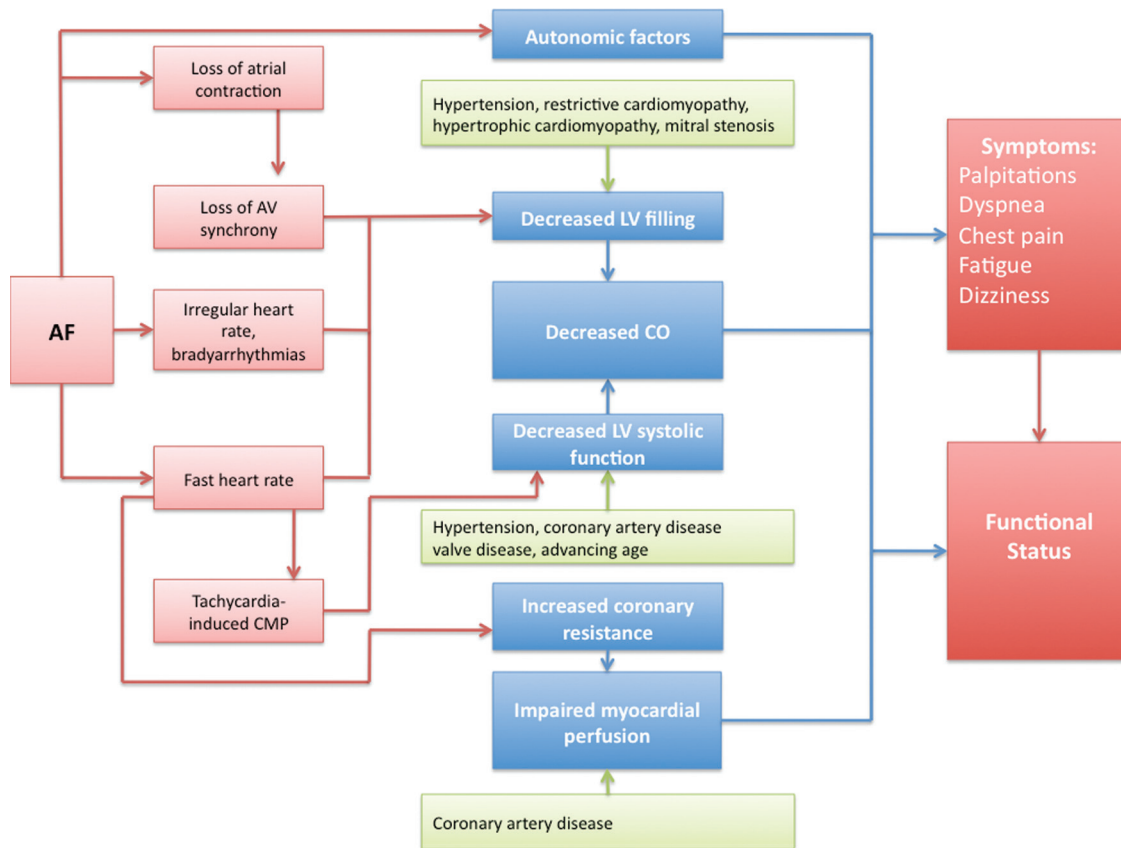 Autonomic factors
Loss of atrial
contraction
Hypertension, restrictive cardiomyopathy,
hypertrophic cardiomyopathy, mitral stenosis
Symptoms:
Palpitations
Dyspnea
Chest pain
Fatigue
Dizziness
Loss of AV
synchrony
Decreased LV filling
AF
Irregular heart
rate,
bradyarrhythmias
Decreased CO
Decreased LV systolic
function
Fast heart rate
Functional
Status
Hypertension, coronary artery disease
valve disease, advancing age
Tachycardia-
induced CMP
Increased coronary
resistance
Impaired myocardial
perfusion
Coronary artery disease